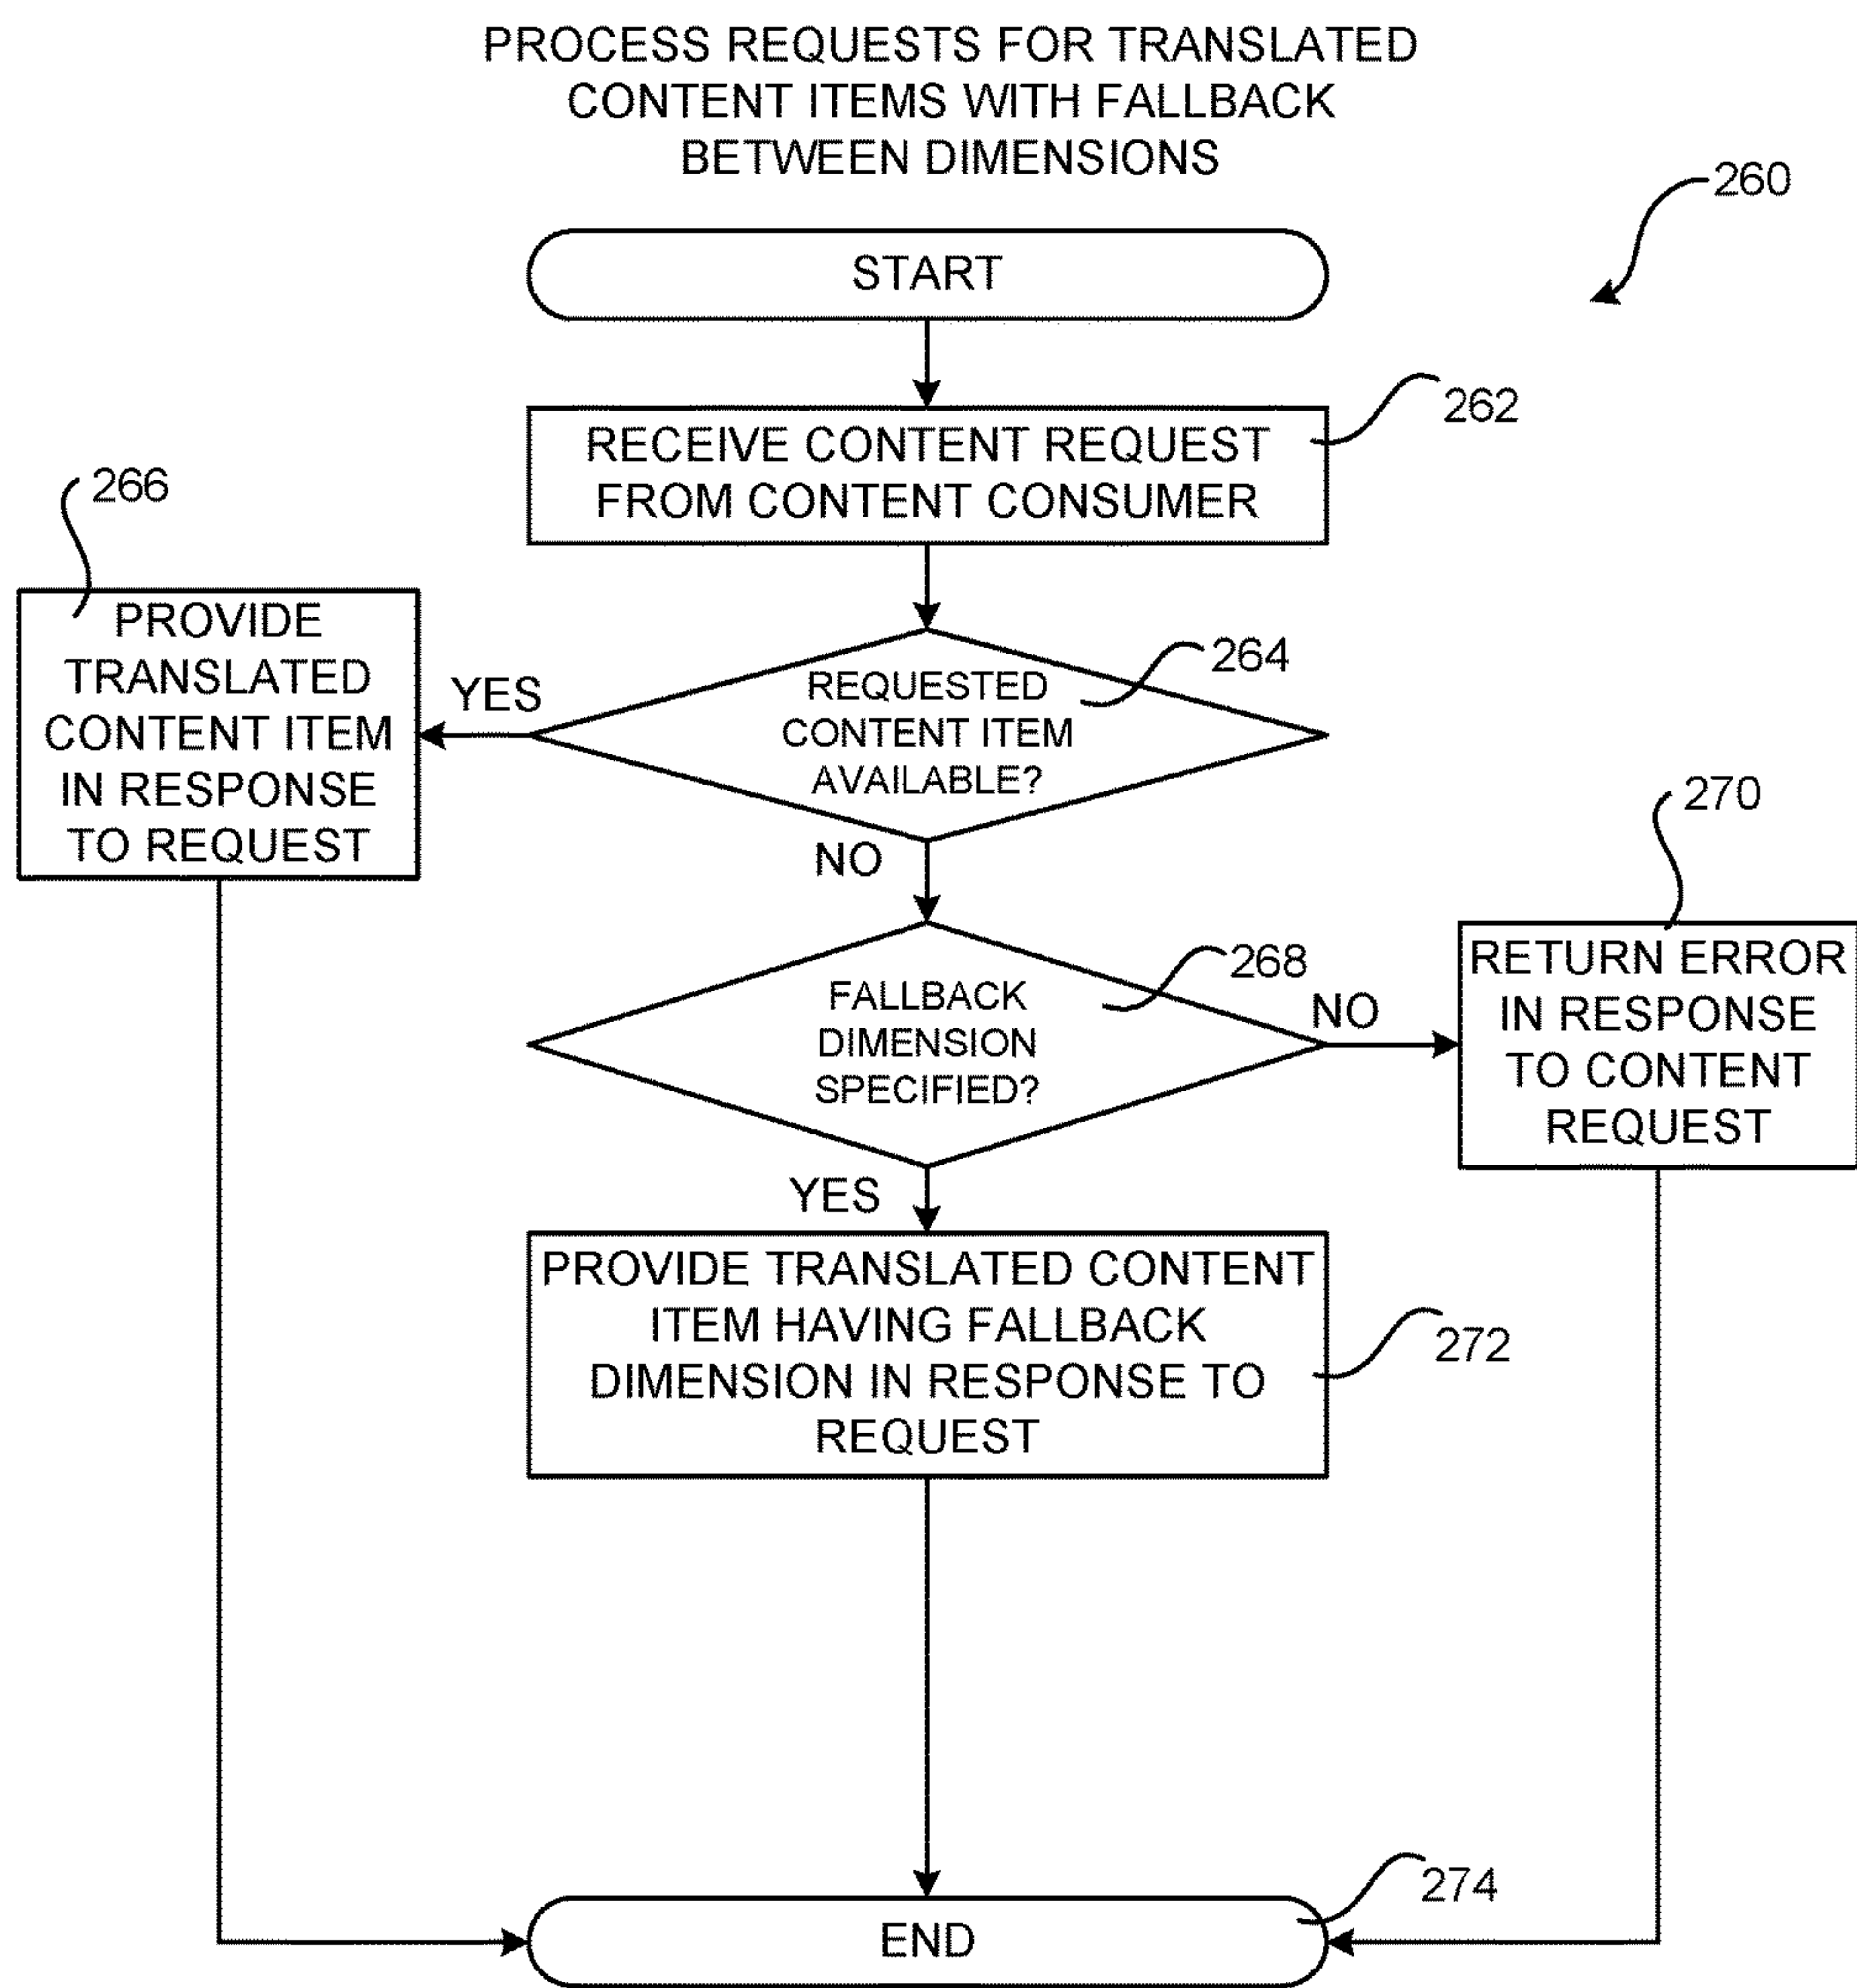 PROCESS REQUESTS FOR TRANSLATED
CONTENT ITEMS WITH FALLBACK
BETWEEN DIMENSIONS
260
START
262
RECEIVE CONTENT REQUEST
FROM CONTENT CONSUMER
266
PROVIDE
TRANSLATED
CONTENT ITEM
IN RESPONSE
TO REQUEST
YES
264
REQUESTED
CONTENT ITEM
AVAILABLE?
NO
268
FALLBACK
DIMENSION
SPECIFIED?
NO
270
RETURN ERROR
IN RESPONSE
TO CONTENT
REQUEST
YES
PROVIDE TRANSLATED CONTENT
ITEM HAVING FALLBACK
DIMENSION IN RESPONSE TO
REQUEST
272
274
END